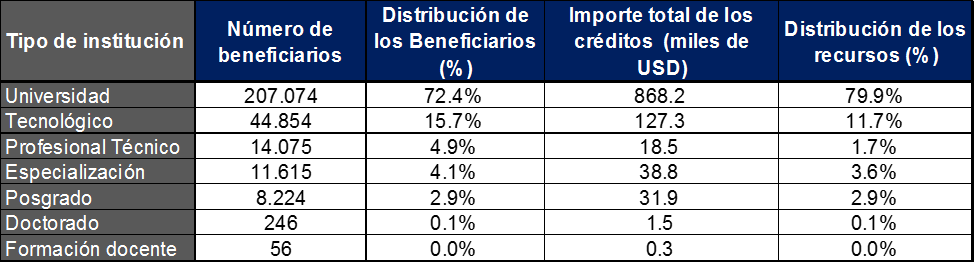 Tipo de institución | Número de beneficiarios | Distribución de los Beneficiarios (%) | Importe total de los créditos (miles de USD) | Distribución de los recursos (%)
Universidad | 207.074 | 72.4% | 868.2 | 79.9%
Tecnológico | 44.854 | 15.7% | 127.3 | 11.7%
Profesional Técnico | 14.075 | 4.9% | 18.5 | 1.7%
Especialización | 11.615 | 4.1% | 38.8 | 3.6%
Posgrado | 8.224 | 2.9% | 31.9 | 2.9%
Doctorado | 246 | 0.1% | 1.5 | 0.1%
Formación docente | 56 | 0.0% | 0.3 | 0.0%